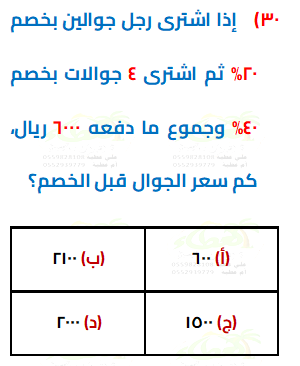 ٣٠) إذا اشترى رجل جوالين بخصم
٢٠% ثم اشترى ٤ جوالات بخصم
٤٠% وجموع ما دفعه ٦٠٠٠ ريال،
كم سعر الجوال قبل الخصم؟
(أ) ٦٠٠
(ب) ٢١٠٠
(ج) ١٥٠٠
(د) ٢٠٠٠